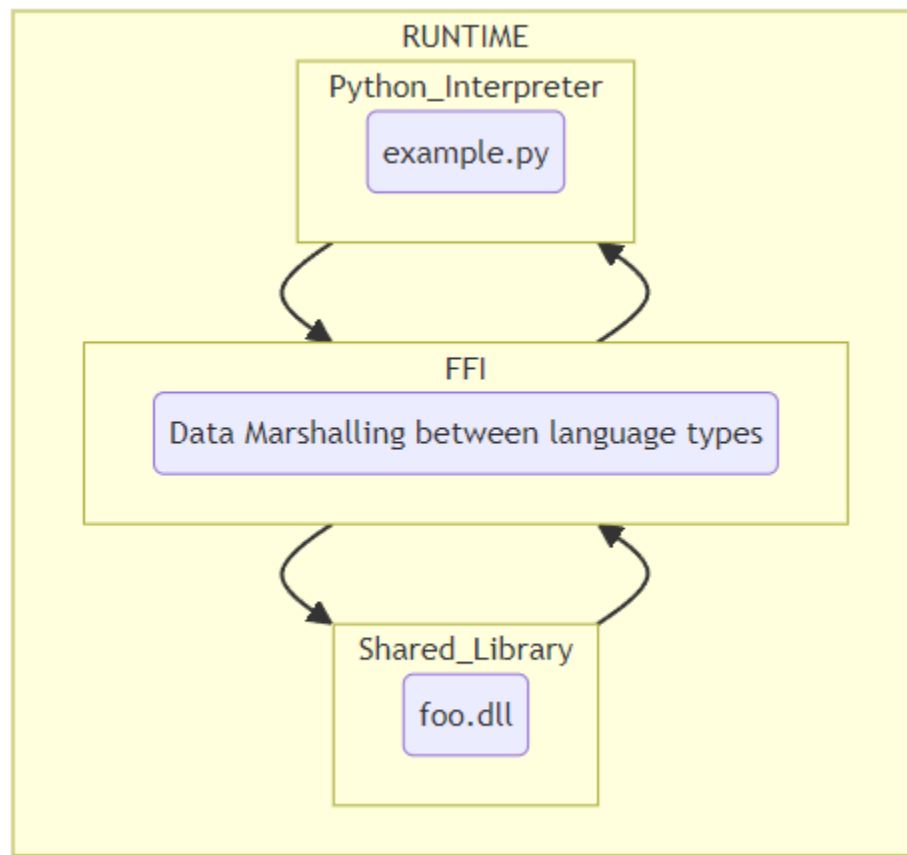 RUNTIME
Python_Interpreter
example.py
FFI
Data Marshalling between language types
Shared_Library
foo.dll